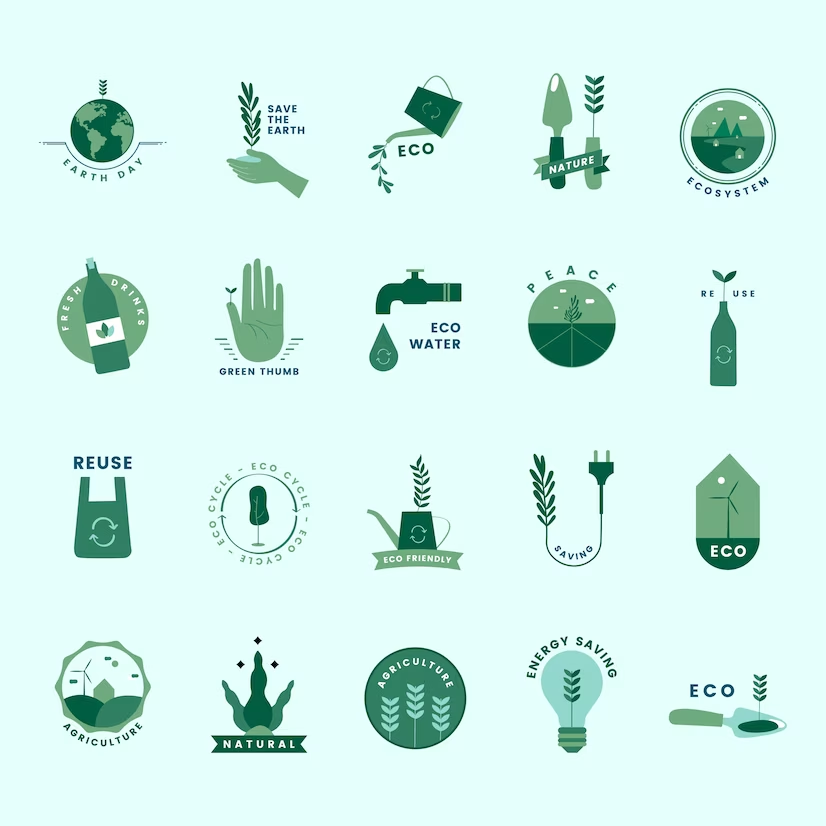 EARTH DAY
SAVE
THE
EARTH
ECO
NATURE
ECOSYSTEM
FRESH DRINKS
GREEN THUMB
ECO
WATER
PEACE
RE USE
REUSE
ECO CYCLE - ECO CYCLE - ECO CYCLE -
ECO FRIENDLY
SAVING
ECO
AGRICULTURE
NATURAL
AGRICULTURE
ENERGY SAVING
ECO